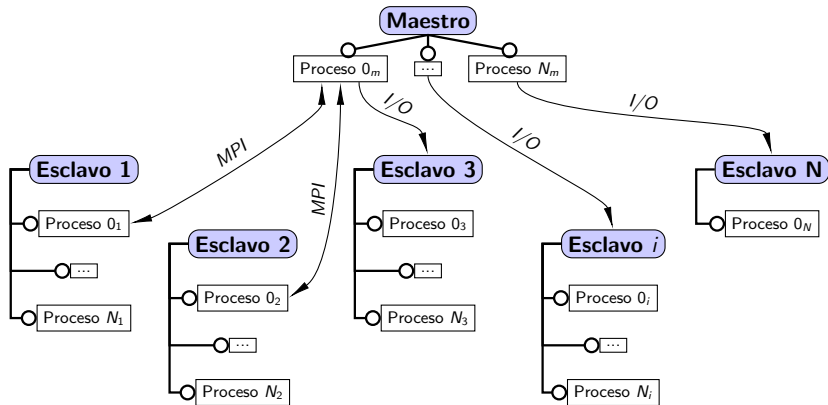 Maestro
Proceso 0ₘ
...
Proceso Nₘ
I/O
I/O
I/O
MPI
MPI
Esclavo 1
Proceso 0₁
...
Proceso N₁
Esclavo 2
Proceso 0₂
...
Proceso N₂
Esclavo 3
Proceso 0₃
...
Proceso N₃
Esclavo i
Proceso 0ᵢ
...
Proceso Nᵢ
Esclavo N
Proceso 0_N